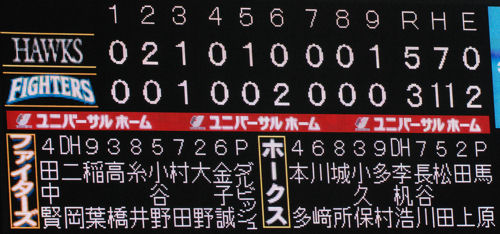 1 2 3 4 5 6 7 8 9 R H E
HAWKS 0 2 1 0 1 0 0 0 1 5 7 0
FIGHTERS 0 0 1 0 0 2 0 0 0 3 11 2
ユニバーサルホーム ユニバーサルホーム ユニバーサルホーム
ファイターズ
4 田中賢
DH 二岡
9 稲葉
3 高橋
8 糸井
5 小谷野
7 村田
2 大野
6 金子誠
P ダルビッシュ
ホークス
4 本多
6 川﨑
8 城所
3 小久保
9 多村
DH 李机浩
7 長谷川
5 松田
2 田上
P 馬原